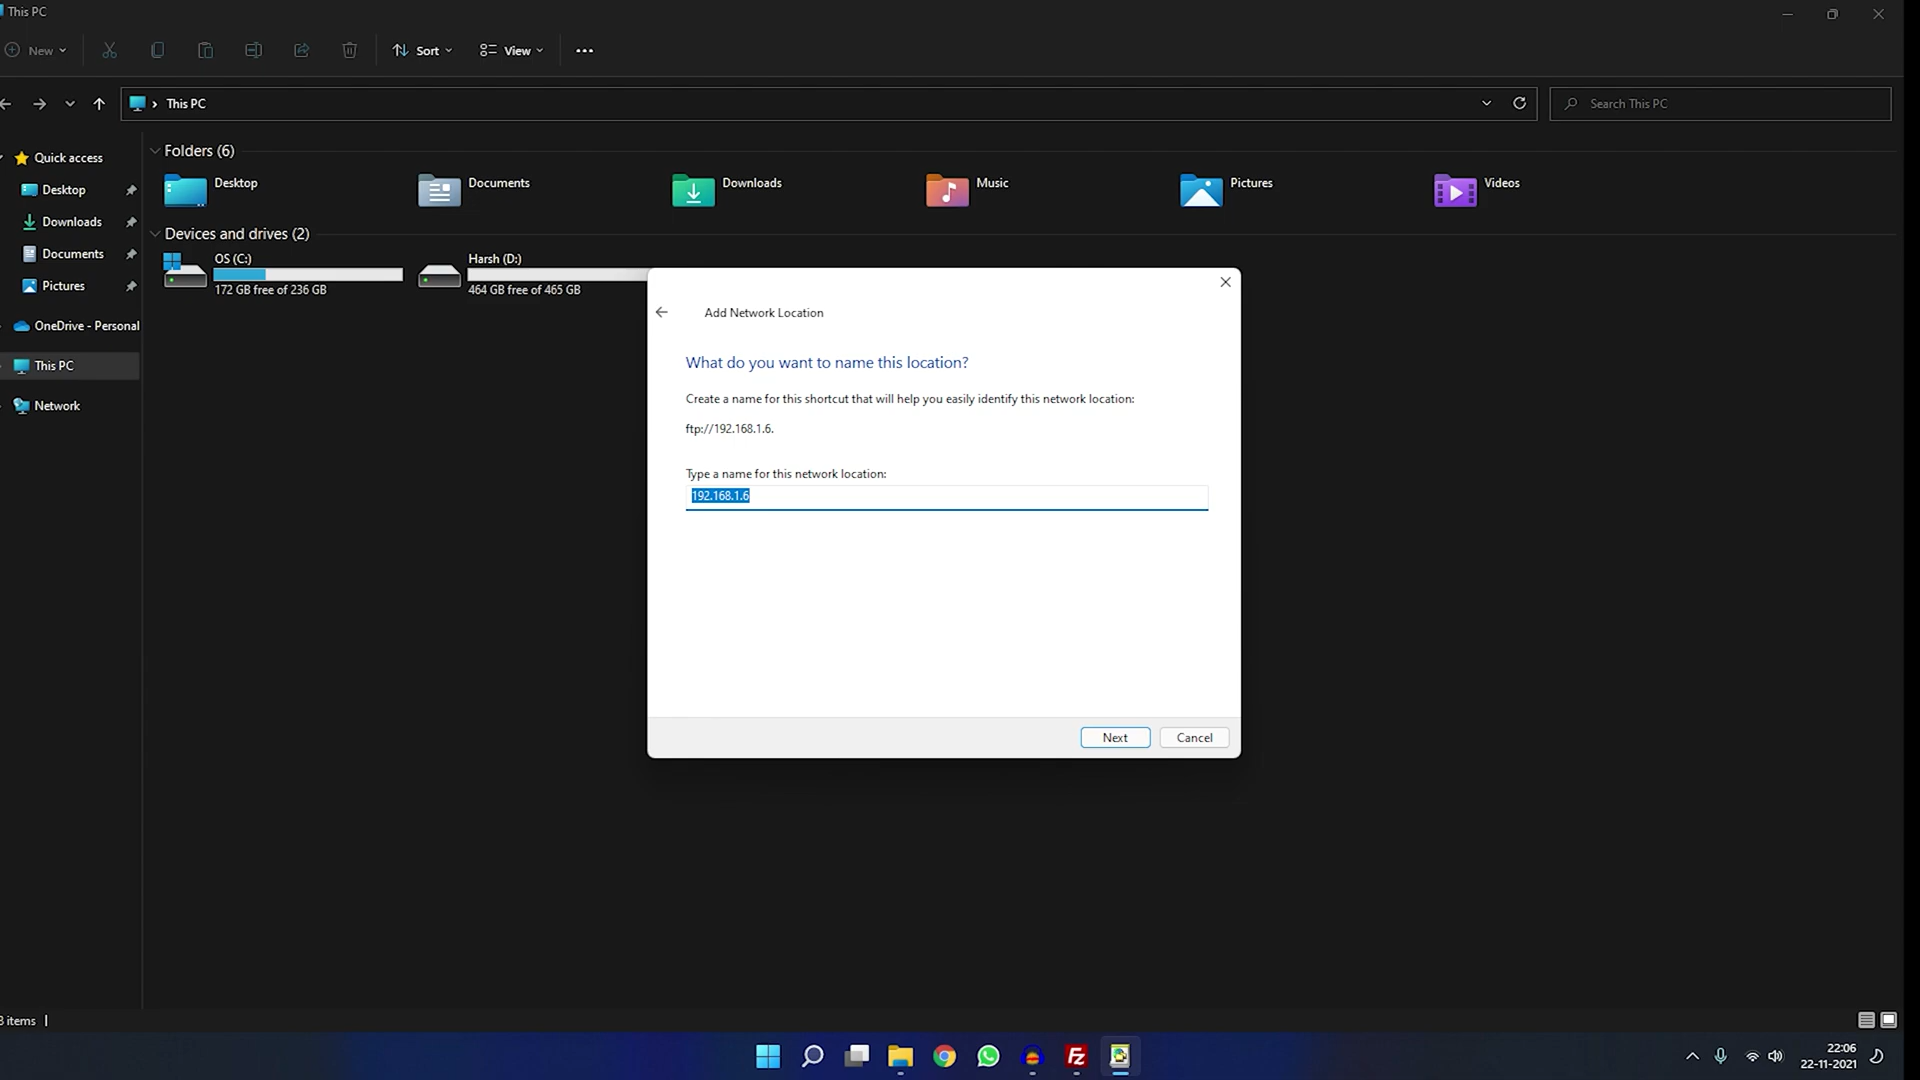 This PC
New
Sort
View
This PC
Search This PC
Quick access
Desktop
Downloads
Documents
Pictures
OneDrive - Personal
This PC
Network
Folders (6)
Desktop
Documents
Downloads
Music
Pictures
Videos
Devices and drives (2)
OS (C:)
172 GB free of 236 GB
Harsh (D:)
464 GB free of 465 GB
Add Network Location
What do you want to name this location?
Create a name for this shortcut that will help you easily identify this network location:
ftp://192.168.1.6.
Type a name for this network location:
192.168.1.6
Next
Cancel
8 items
Fz
22:06
22-11-2021